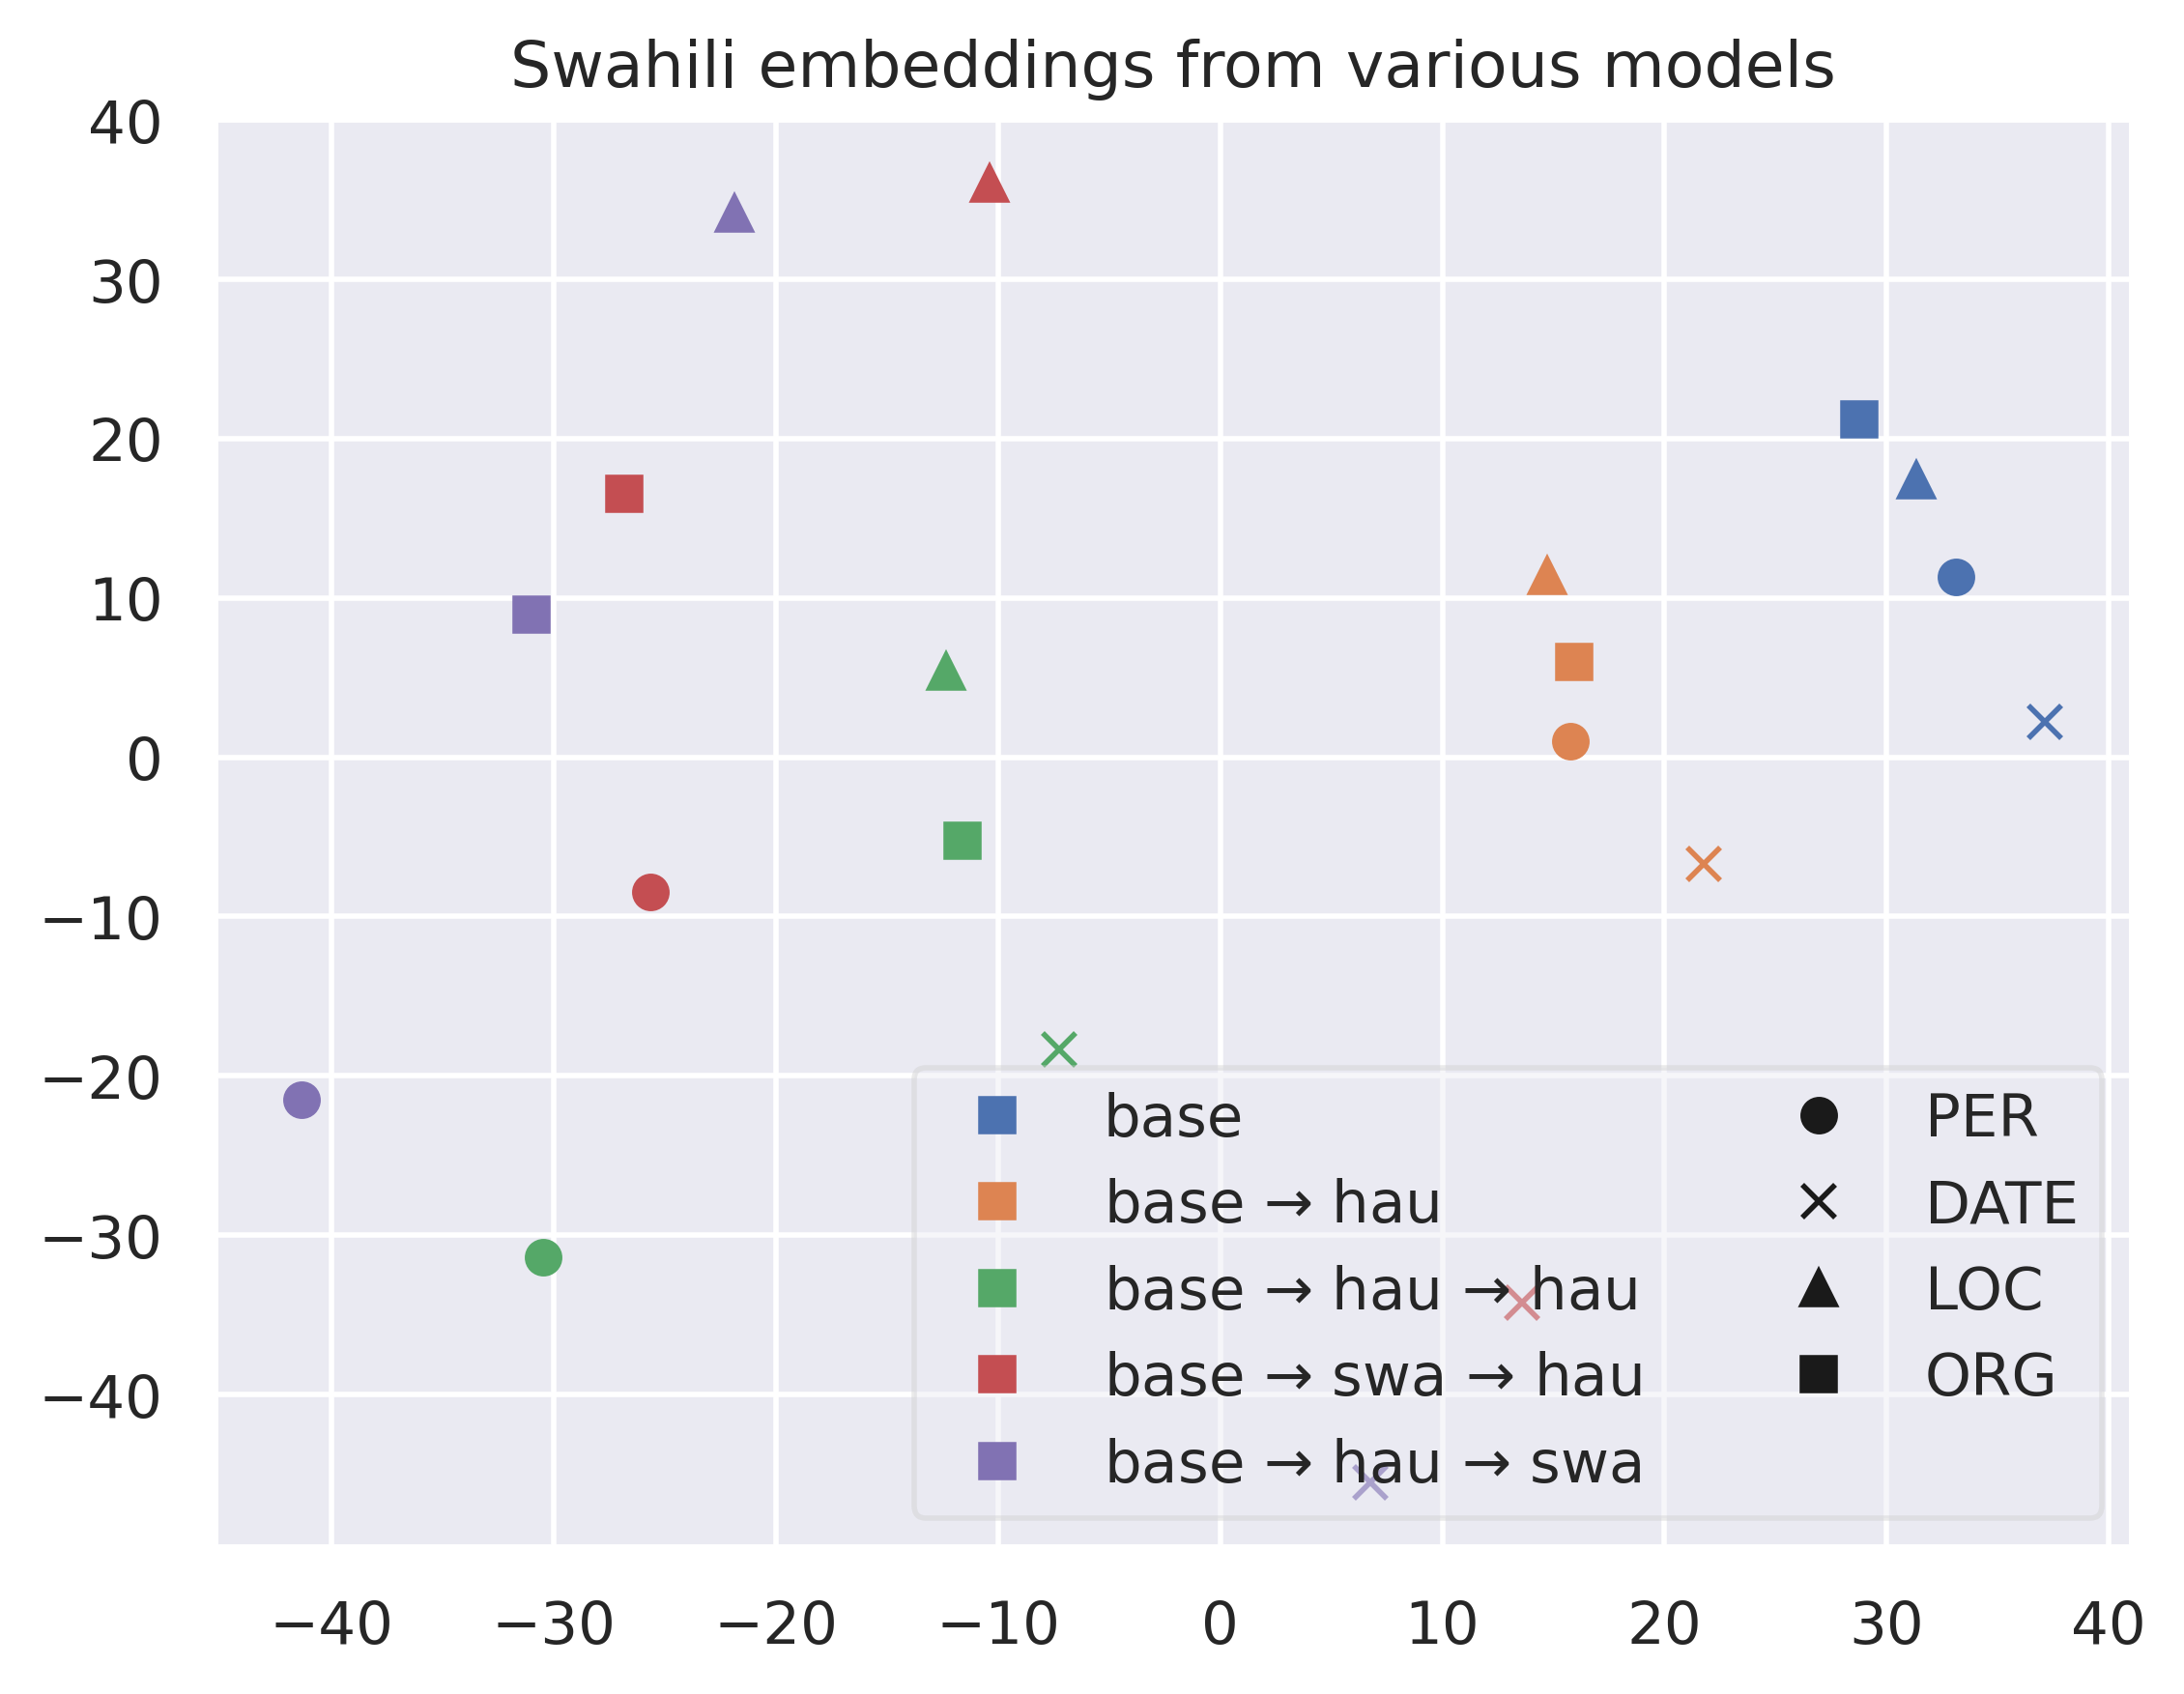 Swahili embeddings from various models
40
30
20
10
0
−10
−20
−30
−40
−40 −30 −20 −10 0 10 20 30 40
base
base → hau
base → hau → hau
base → swa → hau
base → hau → swa
PER
DATE
LOC
ORG